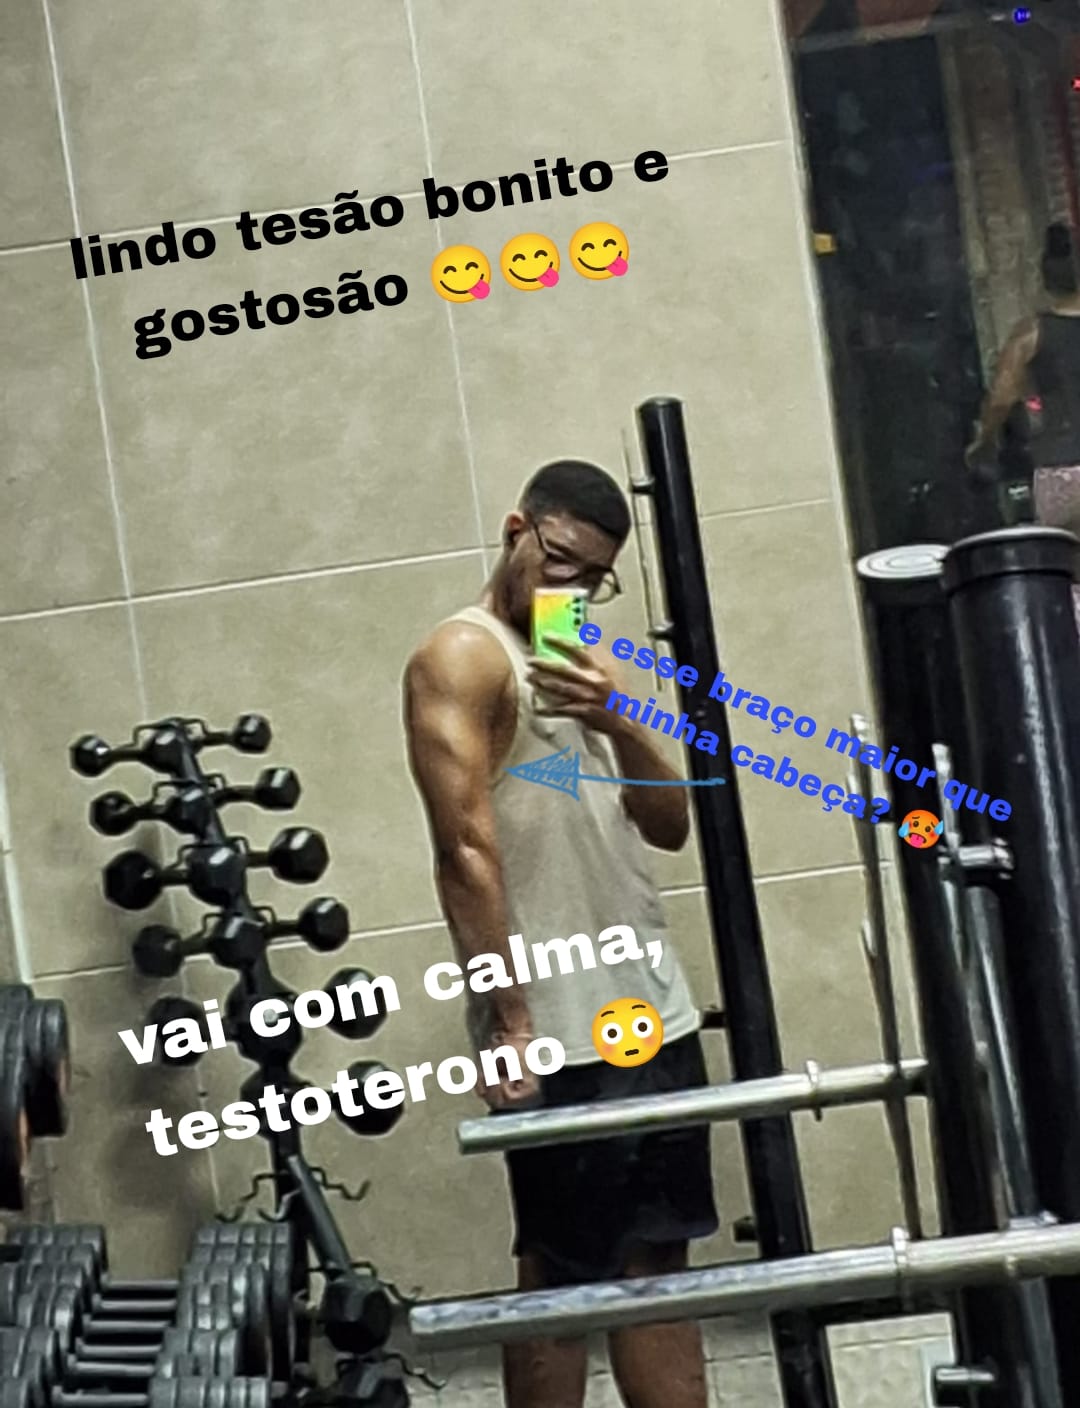 lindo tesão bonito e
gostosão 😋😋😋
e esse braço maior que
minha cabeça? 🥵
vai com calma,
testoterono 😳